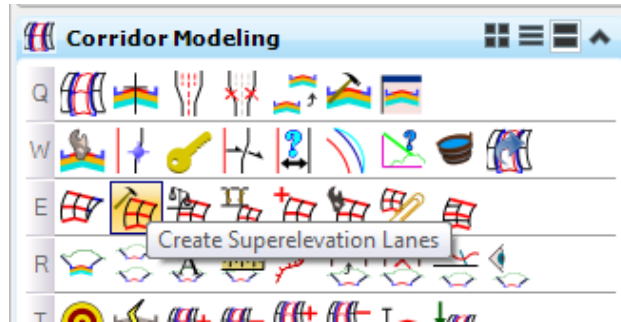 Corridor Modeling
Q
W
E
Create Superelevation Lanes
R
A
T